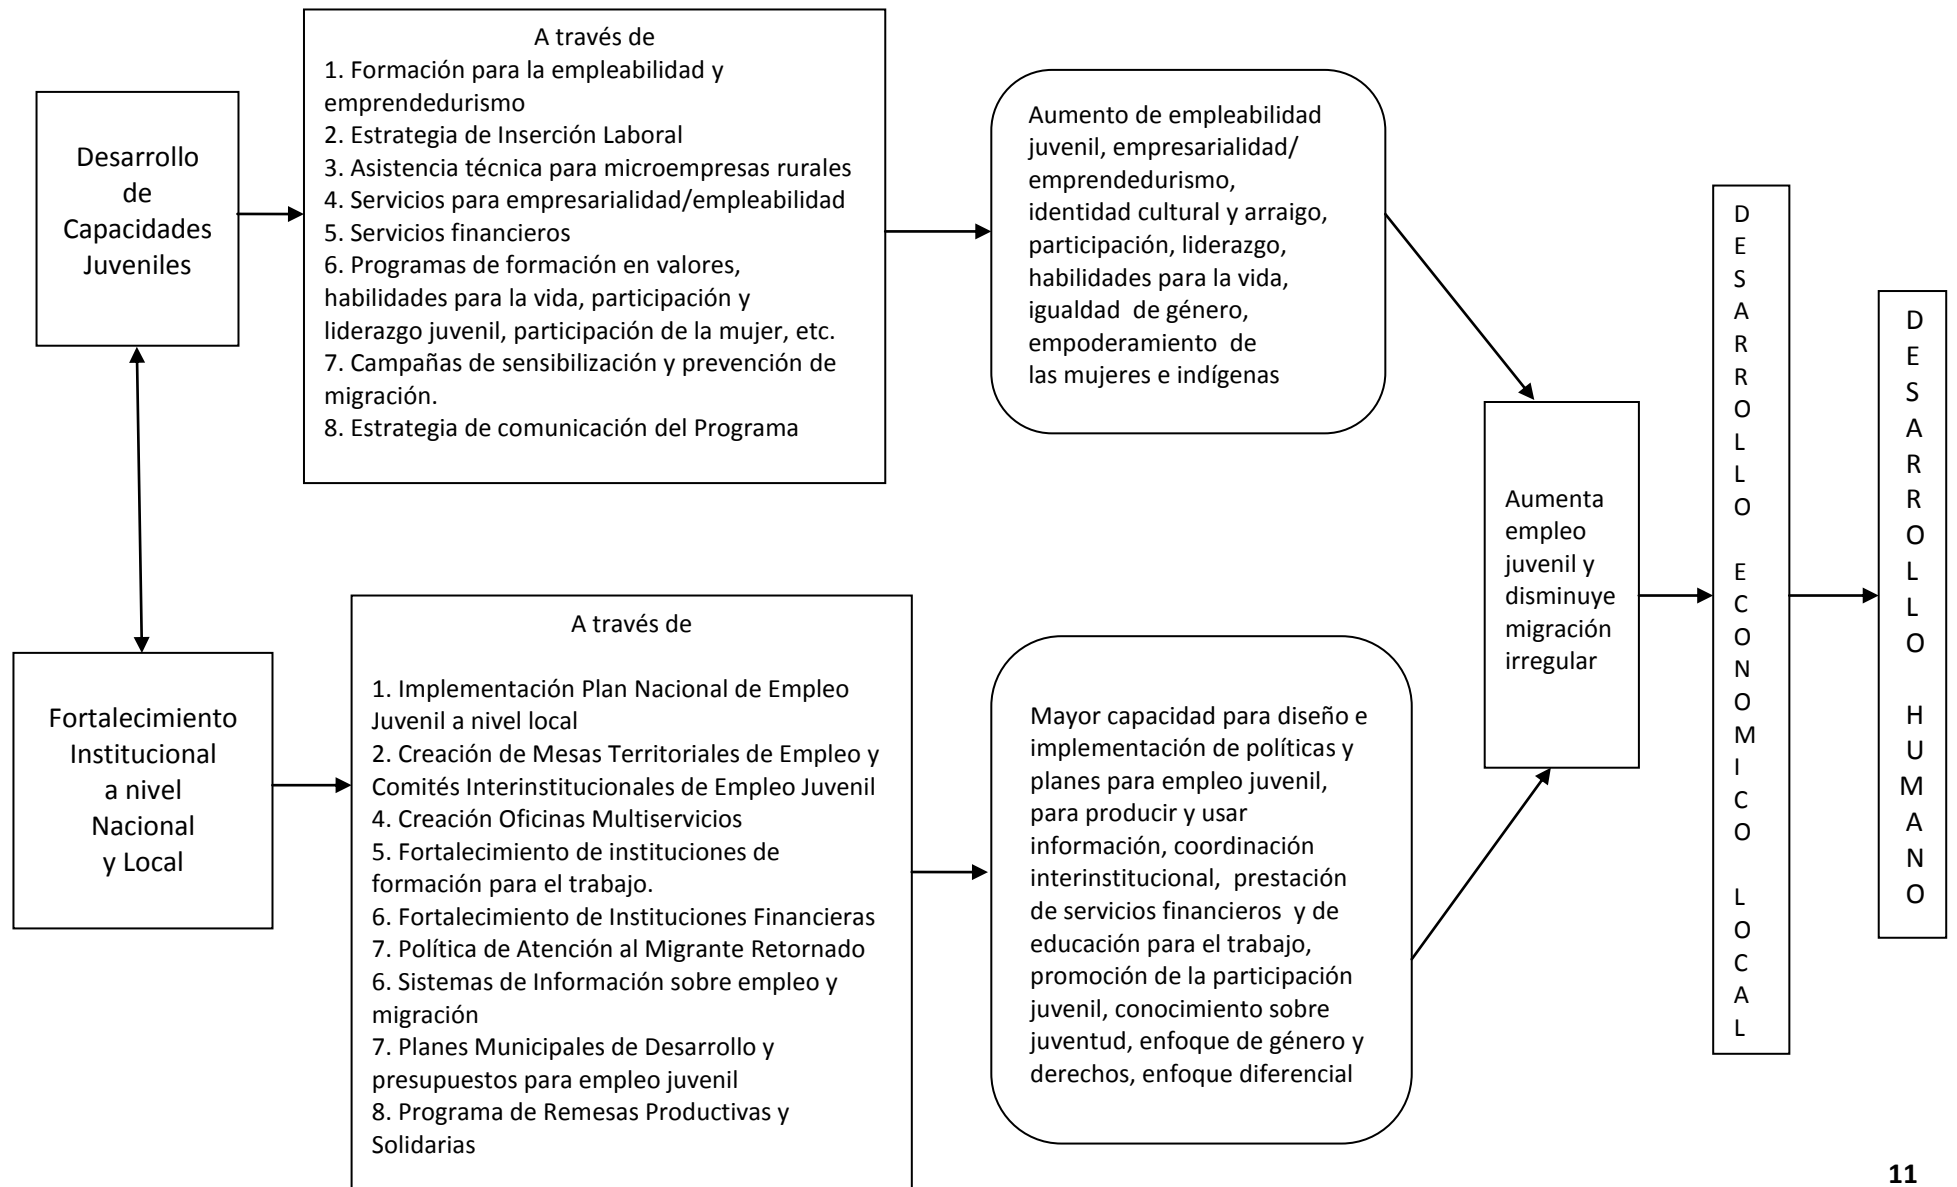 Desarrollo
de
Capacidades
Juveniles
A través de
1. Formación para la empleabilidad y
emprendedurismo
2. Estrategia de Inserción Laboral
3. Asistencia técnica para microempresas rurales
4. Servicios para empresarialidad/empleabilidad
5. Servicios financieros
6. Programas de formación en valores,
habilidades para la vida, participación y
liderazgo juvenil, participación de la mujer, etc.
7. Campañas de sensibilización y prevención de
migración.
8. Estrategia de comunicación del Programa
Aumento de empleabilidad
juvenil, empresarialidad/
emprendedurismo,
identidad cultural y arraigo,
participación, liderazgo,
habilidades para la vida,
igualdad de género,
empoderamiento de
las mujeres e indígenas
Fortalecimiento
Institucional
a nivel
Nacional
y Local
A través de
1. Implementación Plan Nacional de Empleo
Juvenil a nivel local
2. Creación de Mesas Territoriales de Empleo y
Comités Interinstitucionales de Empleo Juvenil
4. Creación Oficinas Multiservicios
5. Fortalecimiento de instituciones de
formación para el trabajo.
6. Fortalecimiento de Instituciones Financieras
7. Política de Atención al Migrante Retornado
6. Sistemas de Información sobre empleo y
migración
7. Planes Municipales de Desarrollo y
presupuestos para empleo juvenil
8. Programa de Remesas Productivas y
Solidarias
Mayor capacidad para diseño e
implementación de políticas y
planes para empleo juvenil,
para producir y usar
información, coordinación
interinstitucional, prestación
de servicios financieros y de
educación para el trabajo,
promoción de la participación
juvenil, conocimiento sobre
juventud, enfoque de género y
derechos, enfoque diferencial
Aumenta
empleo
juvenil y
disminuye
migración
irregular
DESARROLLO ECONOMICO LOCAL
DESARROLLO HUMANO
11